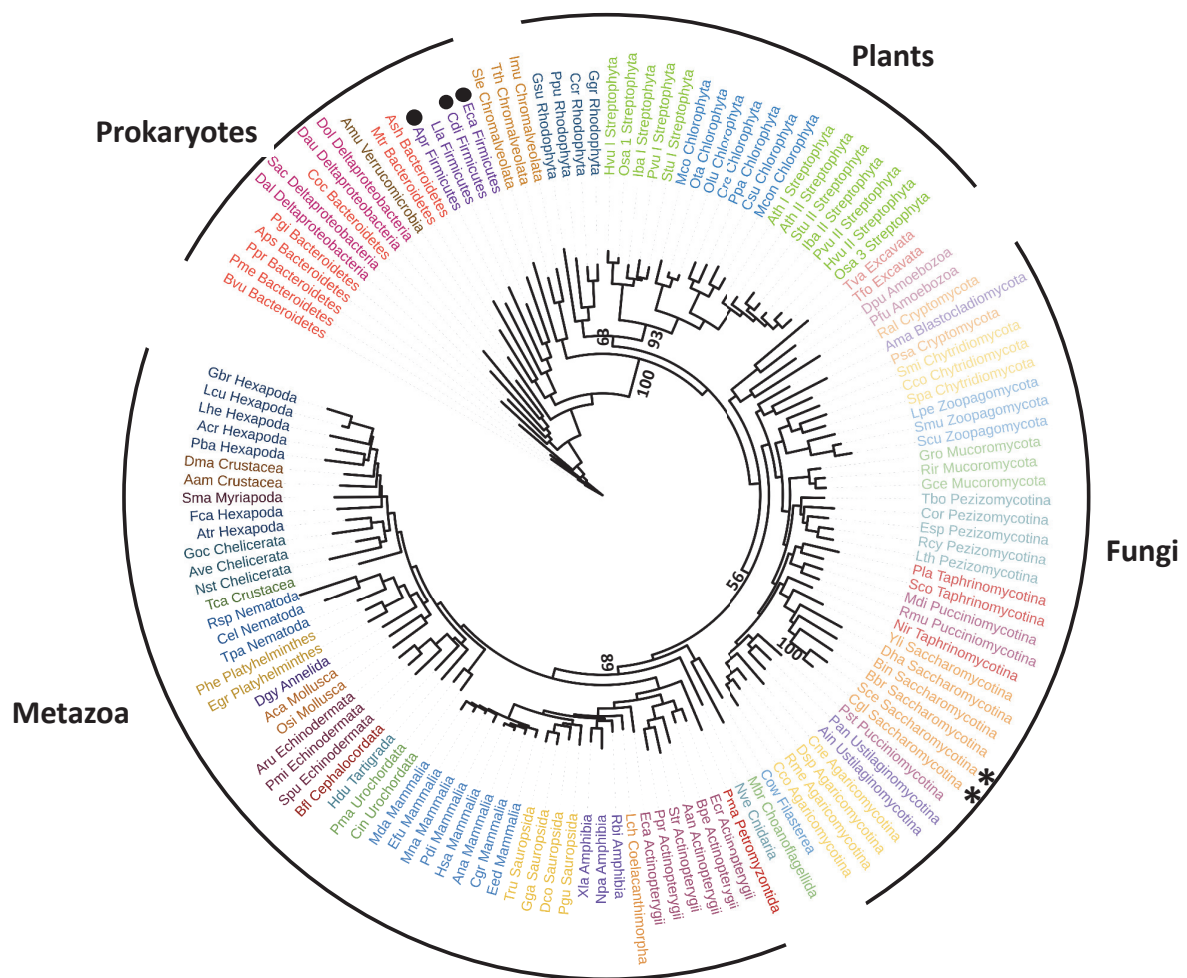 Plants
Prokaryotes
Fungi
Metazoa
Bvu Bacteroidetes
Pme Bacteroidetes
Ppr Bacteroidetes
Aps Bacteroidetes
Pgi Bacteroidetes
Dal Deltaproteobacteria
Sac Deltaproteobacteria
Coc Bacteroidetes
Dau Deltaproteobacteria
Dol Deltaproteobacteria
Amu Verrucomicrobia
Mtr Bacteroidetes
Ash Bacteroidetes
Apr Firmicutes
Lla Firmicutes
Cdi Firmicutes
Eca Firmicutes
Sle Chromalveolata
Tth Chromalveolata
Imu Chromalveolata
Gsu Rhodophyta
Ppu Rhodophyta
Ccr Rhodophyta
Ggr Rhodophyta
Hvu I Streptophyta
Osa 1 Streptophyta
Iba I Streptophyta
Pvu I Streptophyta
Stu I Streptophyta
Mco Chlorophyta
Ota Chlorophyta
Olu Chlorophyta
Cre Chlorophyta
Ppa Chlorophyta
Csu Chlorophyta
Mcon Chlorophyta
Ath I Streptophyta
Ath II Streptophyta
Stu II Streptophyta
Iba II Streptophyta
Pvu II Streptophyta
Hvu II Streptophyta
Osa 3 Streptophyta
Tva Excavata
Tfo Excavata
Dpu Amoebozoa
Pfu Amoebozoa
Ral Cryptomycota
Ama Blastocladiomycota
Psa Cryptomycota
Smi Chytridiomycota
Cco Chytridiomycota
Spa Chytridiomycota
Lpe Zoopagomycota
Smu Zoopagomycota
Scu Zoopagomycota
Gro Mucoromycota
Rir Mucoromycota
Gce Mucoromycota
Tbo Pezizomycotina
Cor Pezizomycotina
Esp Pezizomycotina
Rcy Pezizomycotina
Lth Pezizomycotina
Pla Taphrinomycotina
Sco Taphrinomycotina
Mdi Pucciniomycotina
Rmu Pucciniomycotina
Nir Taphrinomycotina
Yli Saccharomycotina
Dha Saccharomycotina
Bin Saccharomycotina
Bbr Saccharomycotina
Sce Saccharomycotina
Cgl Saccharomycotina
Pst Pucciniomycotina
Pan Ustilaginomycotina
Ain Ustilaginomycotina
Cne Agaricomycotina
Dsp Agaricomycotina
Rme Agaricomycotina
Cco Agaricomycotina
Cow Filasterea
Mbr Choanoflagellida
Nve Cnidaria
Pma Petromyzontida
Ecr Actinopterygii
Bpe Actinopterygii
Aan Actinopterygii
Str Actinopterygii
Ppr Actinopterygii
Eca Actinopterygii
Lch Coelacanthimorpha
Rbi Amphibia
Npa Amphibia
Xla Amphibia
Pgu Sauropsida
Dco Sauropsida
Gga Sauropsida
Tru Sauropsida
Eed Mammalia
Cgr Mammalia
Ana Mammalia
Hsa Mammalia
Pdi Mammalia
Mna Mammalia
Efu Mammalia
Mda Mammalia
Cin Urochordata
Pma Urochordata
Hdu Tartigrada
Bfl Cephalocordata
Spu Echinodermata
Pmi Echinodermata
Aru Echinodermata
Osi Mollusca
Aca Mollusca
Dgy Annelida
Egr Platyhelminthes
Phe Platyhelminthes
Tpa Nematoda
Cel Nematoda
Rsp Nematoda
Tca Crustacea
Nst Chelicerata
Ave Chelicerata
Goc Chelicerata
Atr Hexapoda
Fca Hexapoda
Sma Myriapoda
Aam Crustacea
Dma Crustacea
Pba Hexapoda
Acr Hexapoda
Lhe Hexapoda
Lcu Hexapoda
Gbr Hexapoda
63
93
100
56
100
68
*
*